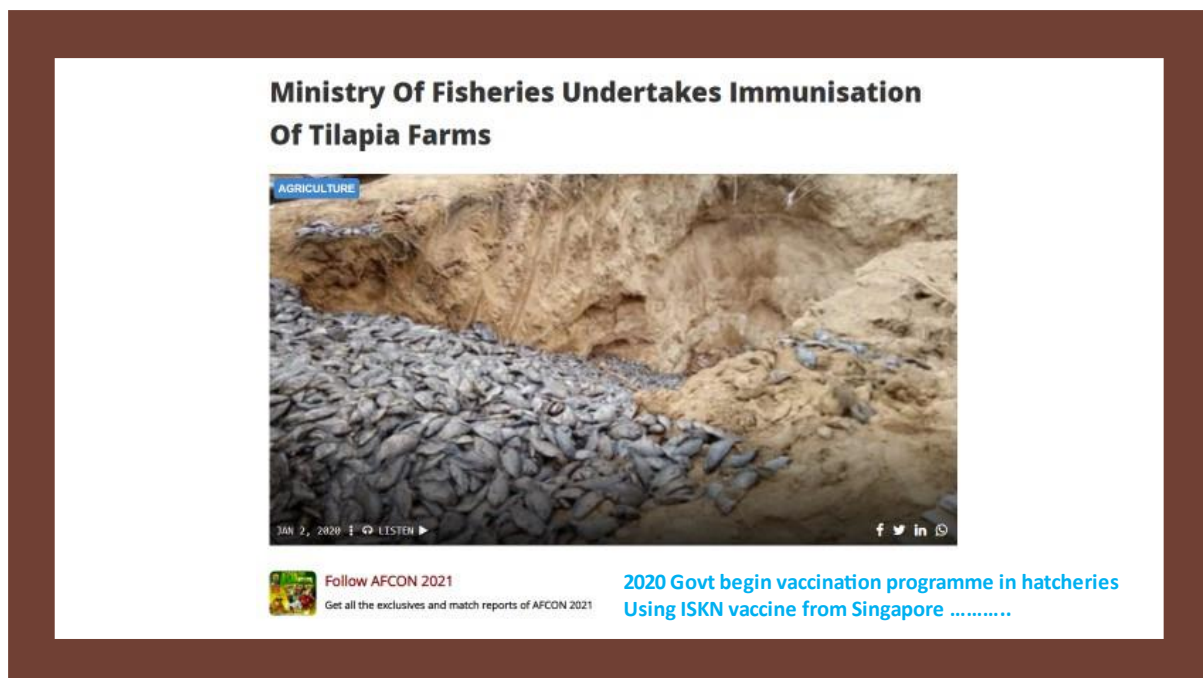 Ministry Of Fisheries Undertakes Immunisation
Of Tilapia Farms
AGRICULTURE
JAN 2, 2020 LISTEN
Follow AFCON 2021
Get all the exclusives and match reports of AFCON 2021
2020 Govt begin vaccination programme in hatcheries
Using ISKN vaccine from Singapore ………..